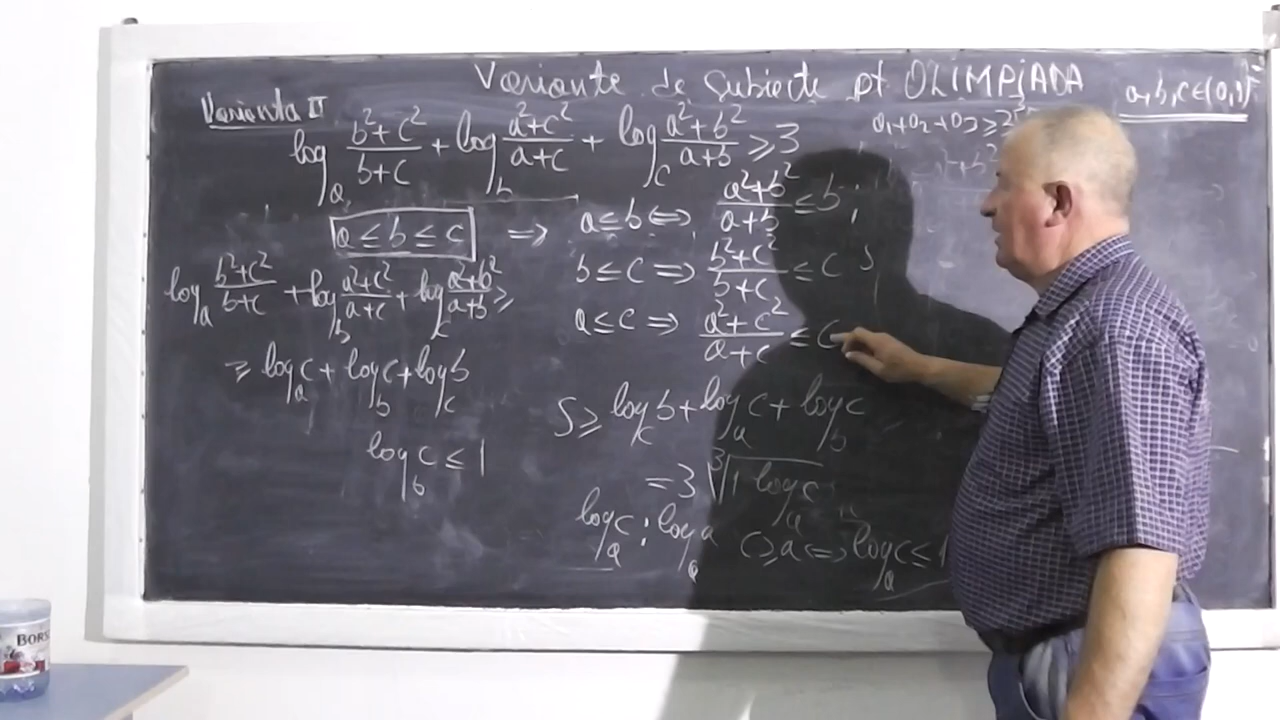 Variante de subiecte pt OLIMPIADA
a,b,c∈(0,1)
Varianta II
a₁+a₂+a₃≥3
log_a (b²+c²)/(b+c) + log_b (a²+c²)/(a+c) + log_c (a²+b²)/(a+b) ≥ 3
a≤b≤c ⇒ a≤b ⇔ (a²+b²)/(a+b) ≤ b;
b≤c ⇒ (b²+c²)/(b+c) ≤ c
a≤c ⇒ (a²+c²)/(a+c) ≤ c
log_a (b²+c²)/(b+c) + log_b (a²+c²)/(a+c) + log_c (a²+b²)/(a+b) ≥
≥ log_a c + log_b c + log_c b
log_b c ≤ 1
S ≥ log_c b + log_a c + log_b c
= 3 ∛(1 log_a c
log_a c ; log_a a c≥a ⇔ log_a c ≤ 1
BORS